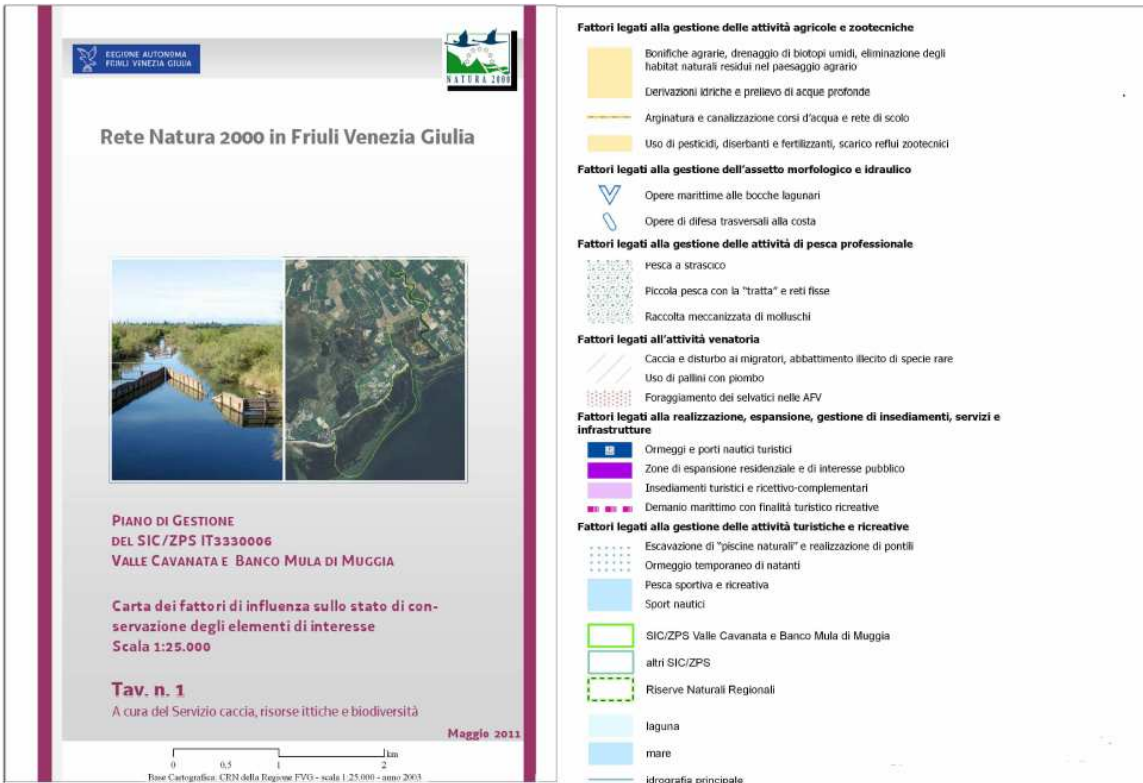 REGIONE AUTONOMA
FRIULI VENEZIA GIULIA
NATURA 2000
Rete Natura 2000 in Friuli Venezia Giulia
PIANO DI GESTIONE
DEL SIC/ZPS IT3330006
VALLE CAVANATA E BANCO MULA DI MUGGIA
Carta dei fattori di influenza sullo stato di con-
servazione degli elementi di interesse
Scala 1:25.000
Tav. n. 1
A cura del Servizio caccia, risorse ittiche e biodiversità
Maggio 2011
0 0,5 1 2 km
Base Cartografica: CRN della Regione FVG - scala 1:25.000 - anno 2003
Fattori legati alla gestione delle attività agricole e zootecniche
Bonifiche agrarie, drenaggio di biotopi umidi, eliminazione degli
habitat naturali residui nel paesaggio agrario
Derivazioni idriche e prelievo di acque profonde
Arginatura e canalizzazione corsi d'acqua e rete di scolo
Uso di pesticidi, diserbanti e fertilizzanti, scarico reflui zootecnici
Fattori legati alla gestione dell'assetto morfologico e idraulico
Opere marittime alle bocche lagunari
Opere di difesa trasversali alla costa
Fattori legati alla gestione delle attività di pesca professionale
Pesca a strascico
Piccola pesca con la "tratta" e reti fisse
Raccolta meccanizzata di molluschi
Fattori legati all'attività venatoria
Caccia e disturbo ai migratori, abbattimento illecito di specie rare
Uso di pallini con piombo
Foraggiamento dei selvatici nelle AFV
Fattori legati alla realizzazione, espansione, gestione di insediamenti, servizi e
infrastrutture
Ormeggi e porti nautici turistici
Zone di espansione residenziale e di interesse pubblico
Insediamenti turistici e ricettivo-complementari
Demanio marittimo con finalità turistico ricreative
Fattori legati alla gestione delle attività turistiche e ricreative
Escavazione di "piscine naturali" e realizzazione di pontili
Ormeggio temporaneo di natanti
Pesca sportiva e ricreativa
Sport nautici
SIC/ZPS Valle Cavanata e Banco Mula di Muggia
altri SIC/ZPS
Riserve Naturali Regionali
laguna
mare
idrografia principale